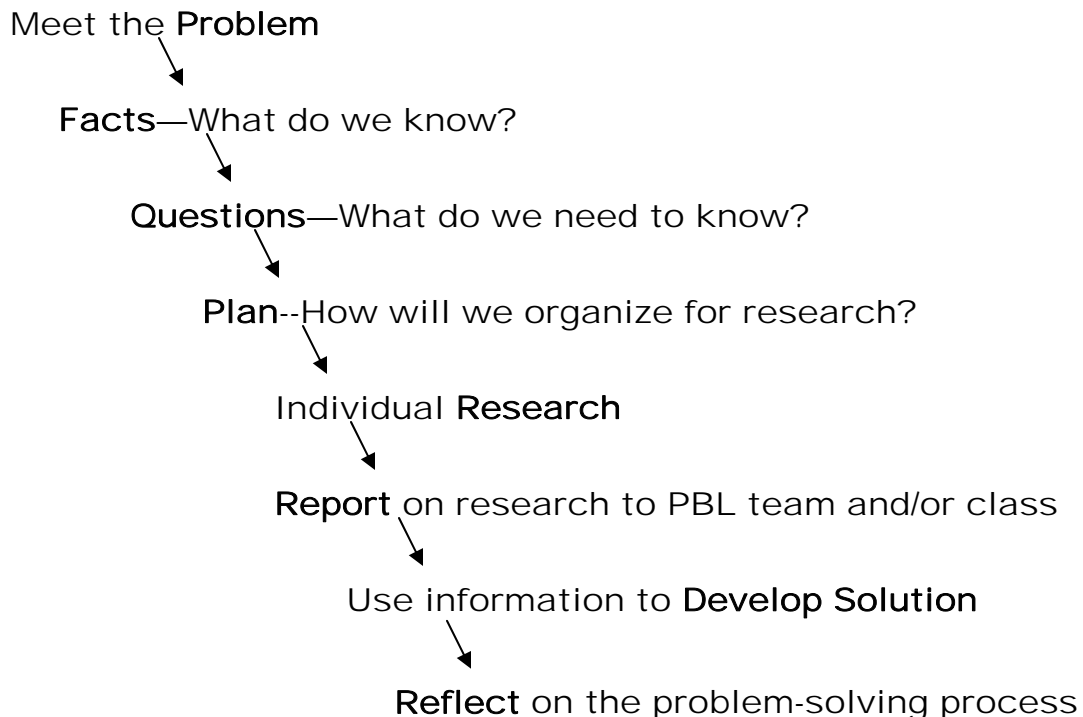 Meet the Problem
Facts—What do we know?
Questions—What do we need to know?
Plan--How will we organize for research?
Individual Research
Report on research to PBL team and/or class
Use information to Develop Solution
Reflect on the problem-solving process